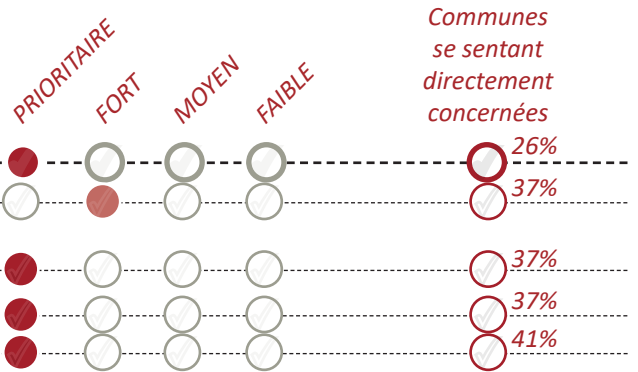 PRIORITAIRE
FORT
MOYEN
FAIBLE
Communes
se sentant
directement
concernées
26%
37%
37%
37%
41%